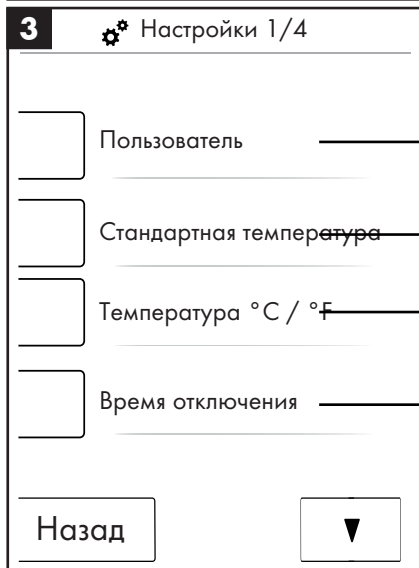 3
Настройки 1/4
Пользователь
Стандартная температура
Температура °C / °F
Время отключения
Назад